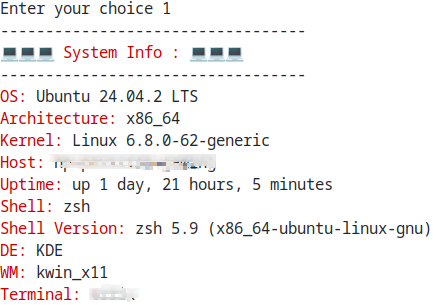 Enter your choice 1
---------------------------------
💻💻💻 System Info : 💻💻💻
---------------------------------
OS: Ubuntu 24.04.2 LTS
Architecture: x86_64
Kernel: Linux 6.8.0-62-generic
Host:
Uptime: up 1 day, 21 hours, 5 minutes
Shell: zsh
Shell Version: zsh 5.9 (x86_64-ubuntu-linux-gnu)
DE: KDE
WM: kwin_x11
Terminal: